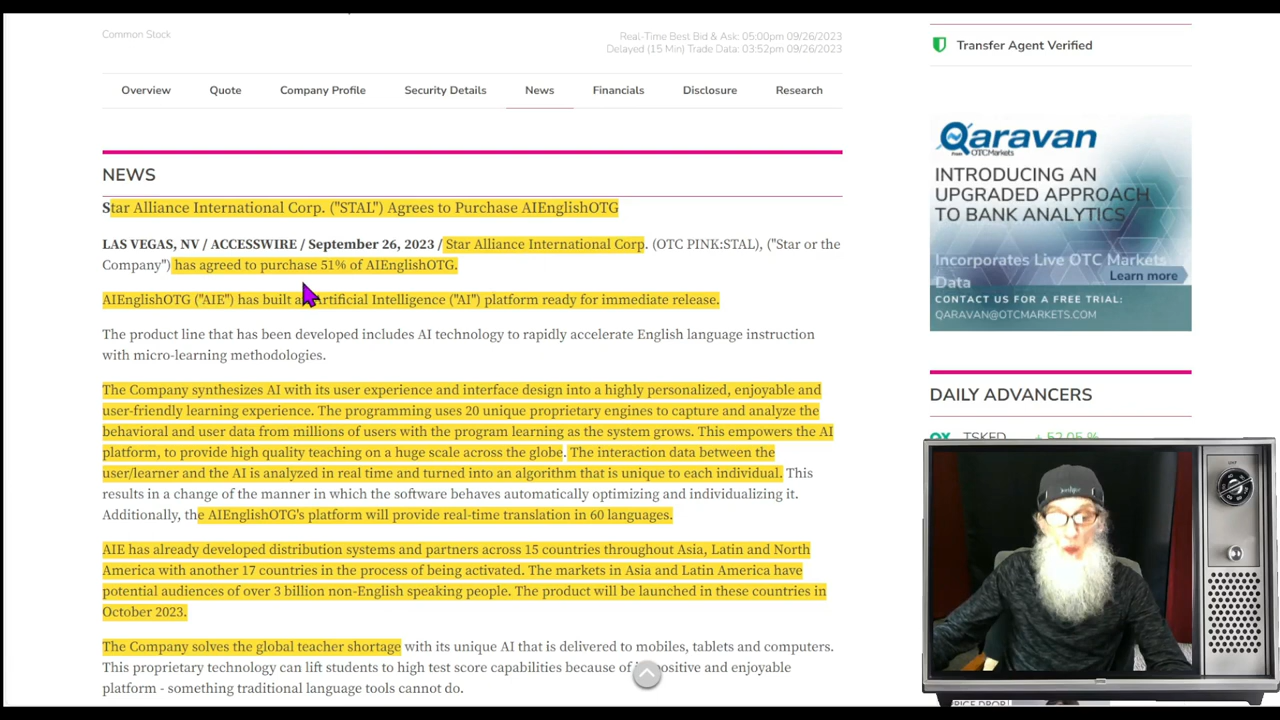 Common Stock
Real-Time Best Bid & Ask: 05:00pm 09/26/2023
Delayed (15 Min) Trade Data: 03:52pm 09/26/2023
Overview Quote Company Profile Security Details News Financials Disclosure Research
NEWS
Star Alliance International Corp. ("STAL") Agrees to Purchase AIEnglishOTG
LAS VEGAS, NV / ACCESSWIRE / September 26, 2023 / Star Alliance International Corp. (OTC PINK:STAL), ("Star or the
Company") has agreed to purchase 51% of AIEnglishOTG.
AIEnglishOTG ("AIE") has built a Artificial Intelligence ("AI") platform ready for immediate release.
The product line that has been developed includes AI technology to rapidly accelerate English language instruction
with micro-learning methodologies.
The Company synthesizes AI with its user experience and interface design into a highly personalized, enjoyable and
user-friendly learning experience. The programming uses 20 unique proprietary engines to capture and analyze the
behavioral and user data from millions of users with the program learning as the system grows. This empowers the AI
platform, to provide high quality teaching on a huge scale across the globe. The interaction data between the
user/learner and the AI is analyzed in real time and turned into an algorithm that is unique to each individual. This
results in a change of the manner in which the software behaves automatically optimizing and individualizing it.
Additionally, the AIEnglishOTG's platform will provide real-time translation in 60 languages.
AIE has already developed distribution systems and partners across 15 countries throughout Asia, Latin and North
America with another 17 countries in the process of being activated. The markets in Asia and Latin America have
potential audiences of over 3 billion non-English speaking people. The product will be launched in these countries in
October 2023.
The Company solves the global teacher shortage with its unique AI that is delivered to mobiles, tablets and computers.
This proprietary technology can lift students to high test score capabilities because of positive and enjoyable
platform - something traditional language tools cannot do.
Transfer Agent Verified
Qaravan
From OTCMarkets
INTRODUCING AN
UPGRADED APPROACH
TO BANK ANALYTICS
Incorporates Live OTC Markets
Data
Learn more
CONTACT US FOR A FREE TRIAL:
QARAVAN@OTCMARKETS.COM
DAILY ADVANCERS
TSKED + 52.05 %